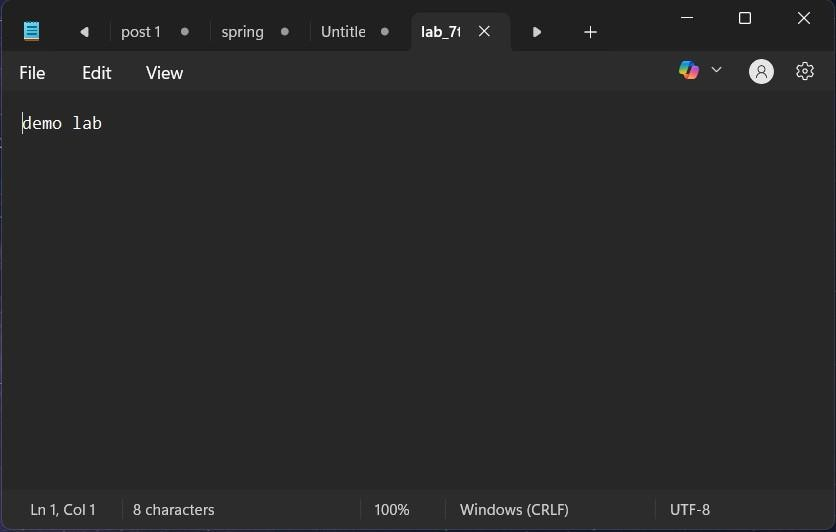 post 1 spring Untitle lab_7
File Edit View
demo lab
Ln 1, Col 1 8 characters 100% Windows (CRLF) UTF-8